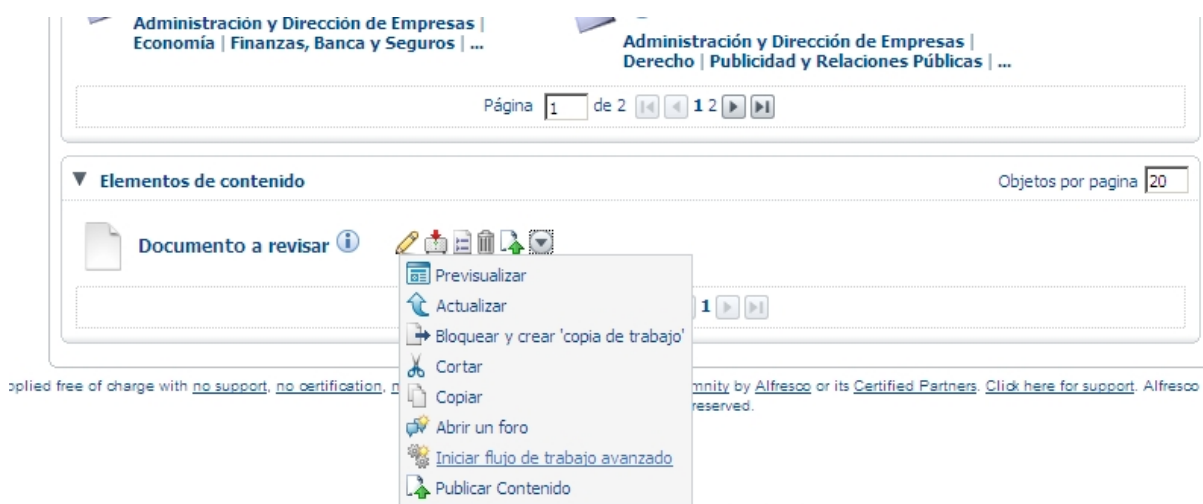 Administración y Dirección de Empresas |
Economía | Finanzas, Banca y Seguros | ...
Administración y Dirección de Empresas |
Derecho | Publicidad y Relaciones Públicas | ...
Página 1 de 2 1 2
Elementos de contenido
Objetos por pagina 20
Documento a revisar
Previsualizar
Actualizar
1
Bloquear y crear 'copia de trabajo'
Cortar
plied free of charge with no support, no certification, mnity by Alfresco or its Certified Partners. Click here for support. Alfresco
Copiar
reserved.
Abrir un foro
Iniciar flujo de trabajo avanzado
Publicar Contenido